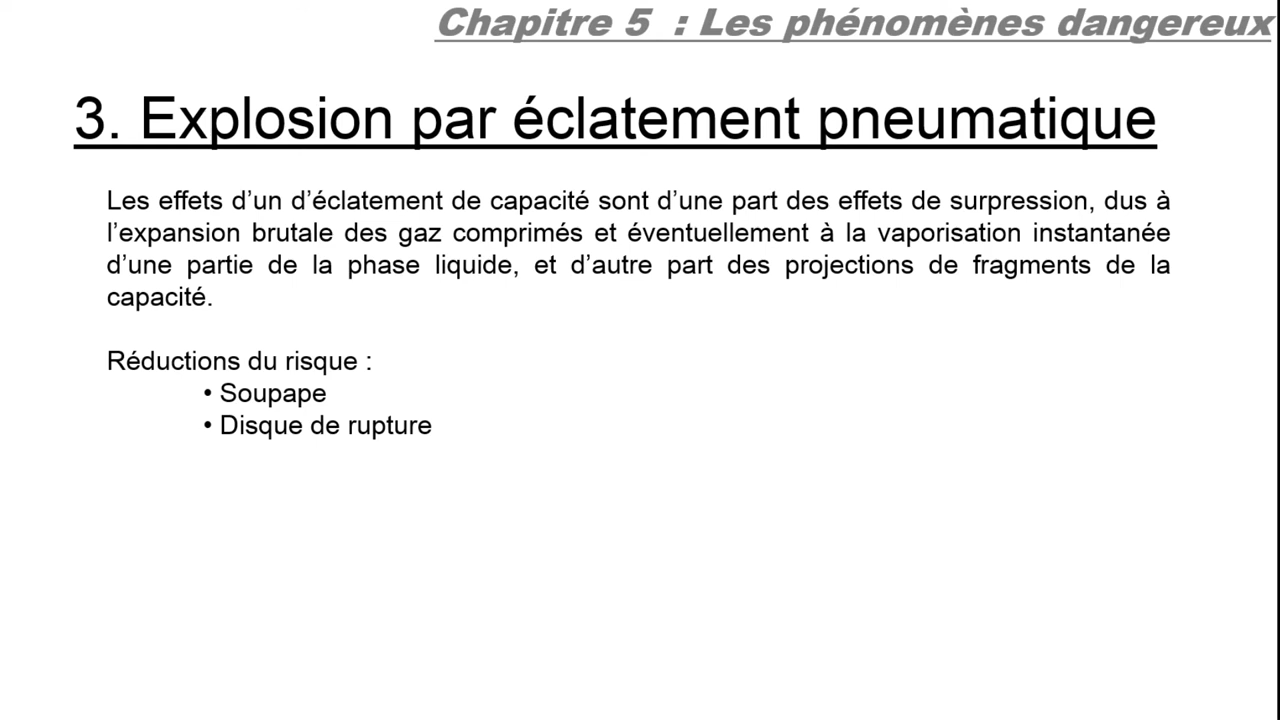 Chapitre 5 : Les phénomènes dangereux
3. Explosion par éclatement pneumatique
Les effets d’un d’éclatement de capacité sont d’une part des effets de surpression, dus à
l’expansion brutale des gaz comprimés et éventuellement à la vaporisation instantanée
d’une partie de la phase liquide, et d’autre part des projections de fragments de la
capacité.
Réductions du risque :
• Soupape
• Disque de rupture